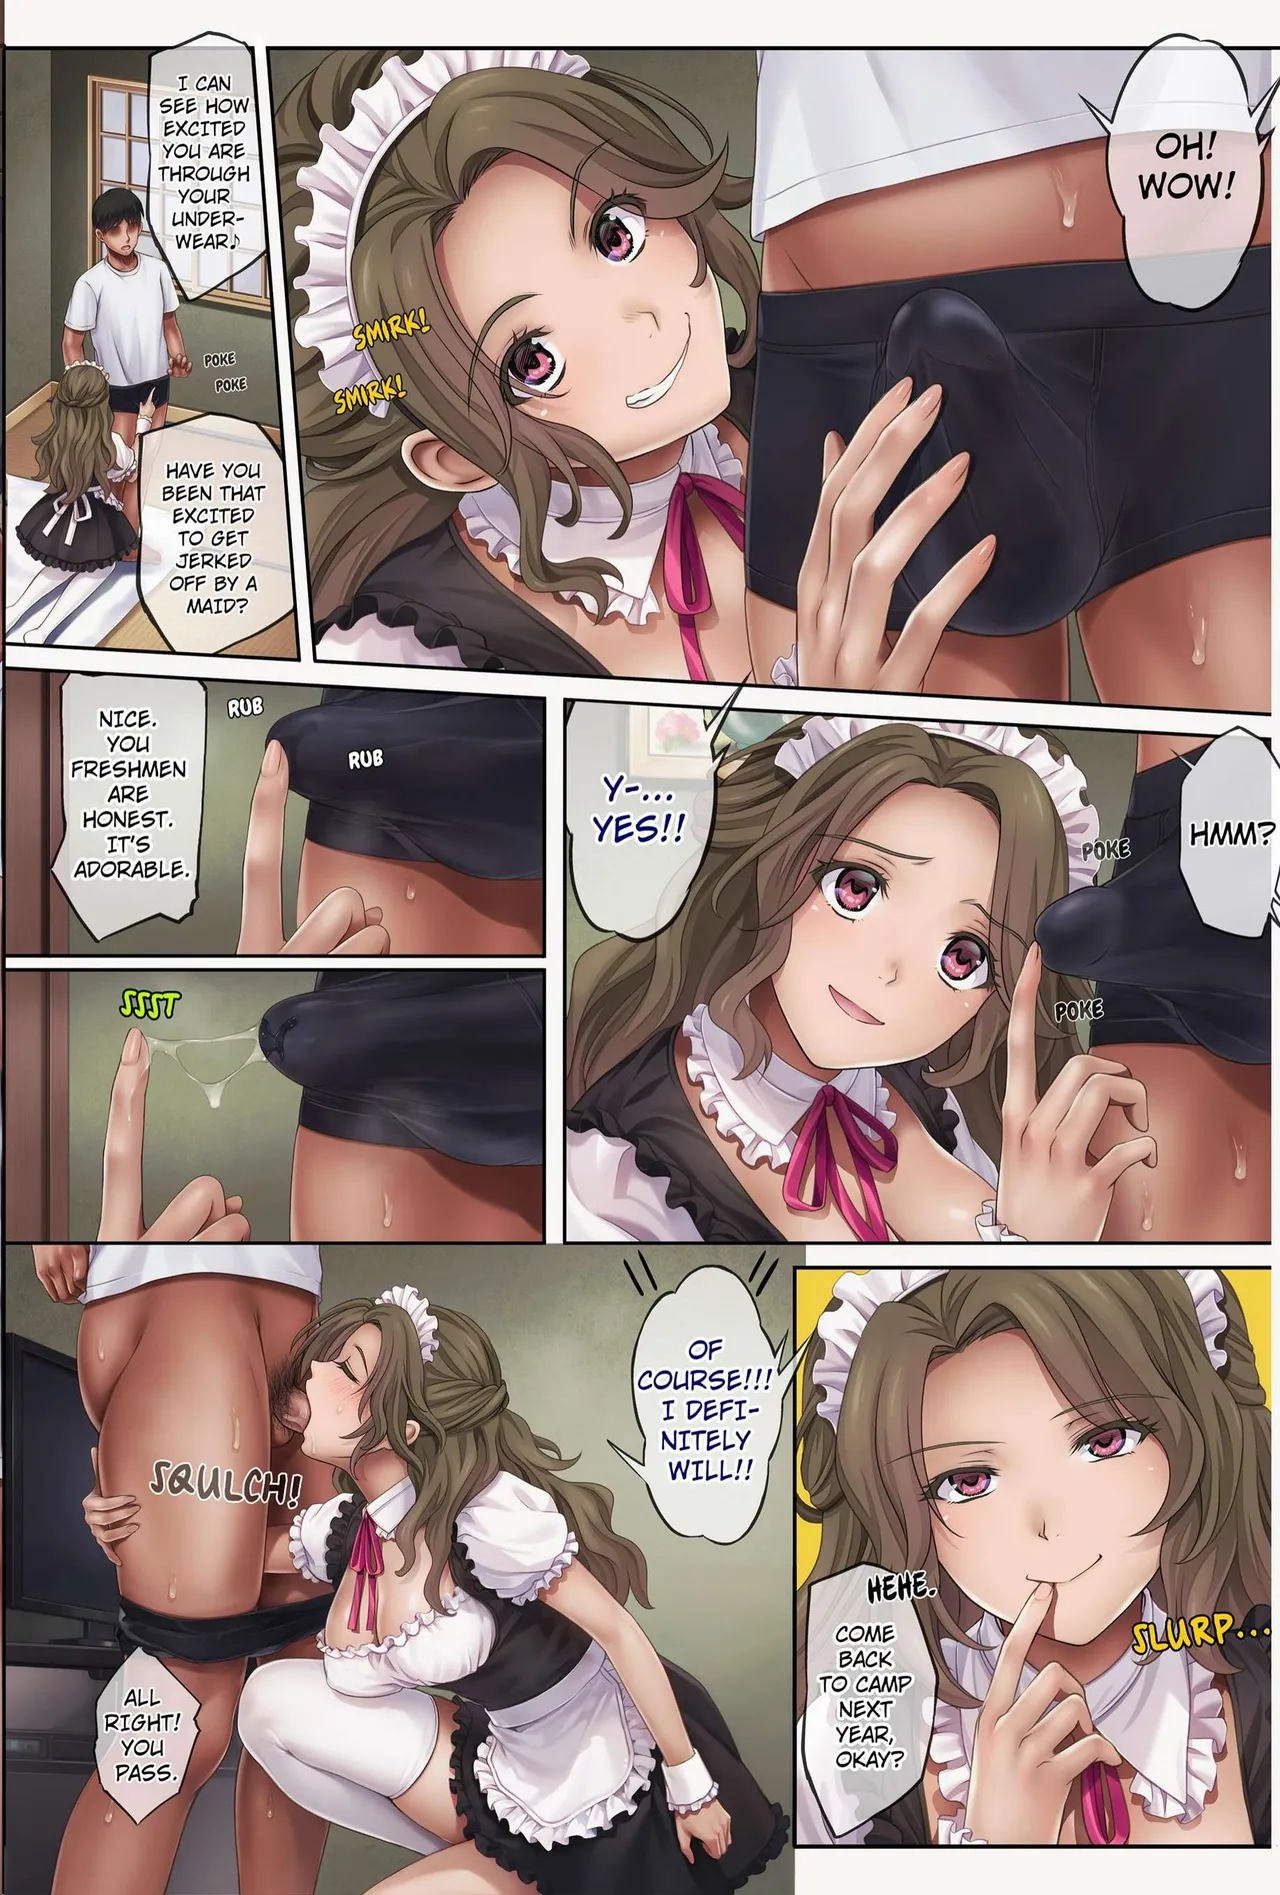 OH!
WOW!
SMIRK!
SMIRK!
I CAN
SEE HOW
EXCITED
YOU ARE
THROUGH
YOUR
UNDER-
WEAR♪
POKE
POKE
HAVE YOU
BEEN THAT
EXCITED
TO GET
JERKED
OFF BY A
MAID?
HMM?
POKE
POKE
Y-...
YES!!
RUB
RUB
NICE.
YOU
FRESHMEN
ARE
HONEST.
IT'S
ADORABLE.
SSST
HEHE.
SLURP...
COME
BACK
TO CAMP
NEXT
YEAR,
OKAY?
OF
COURSE!!!
I DEFI-
NITELY
WILL!!
SQULCH!
ALL
RIGHT!
YOU
PASS.